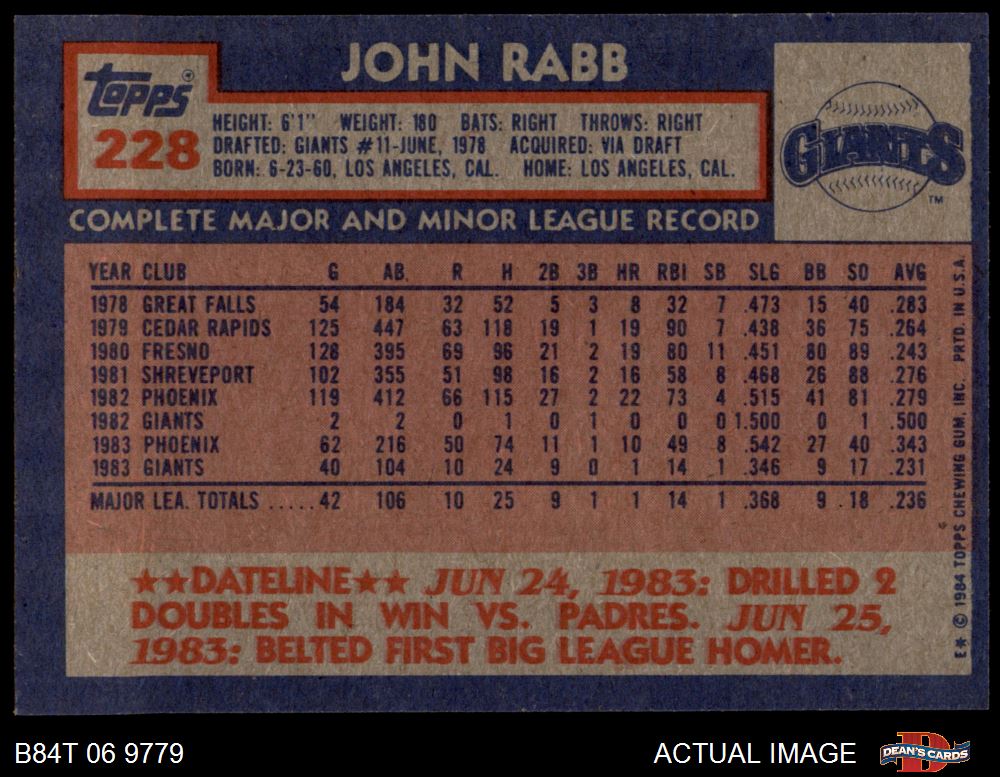 JOHN RABB
Topps
228
HEIGHT: 6'1" WEIGHT: 180 BATS: RIGHT THROWS: RIGHT
DRAFTED: GIANTS #11-JUNE, 1978 ACQUIRED: VIA DRAFT
BORN: 6-23-60, LOS ANGELES, CAL. HOME: LOS ANGELES, CAL.
GIANTS
TM
COMPLETE MAJOR AND MINOR LEAGUE RECORD
YEAR CLUB G AB. R H 2B 3B HR RBI SB SLG BB SO AVG
1978 GREAT FALLS 54 184 32 52 5 3 8 32 7 .473 15 40 .283
1979 CEDAR RAPIDS 125 447 63 118 19 1 19 90 7 .438 36 75 .264
1980 FRESNO 128 395 69 96 21 2 19 80 11 .451 80 89 .243
1981 SHREVEPORT 102 355 51 98 16 2 16 58 8 .468 26 88 .276
1982 PHOENIX 119 412 66 115 27 2 22 73 4 .515 41 81 .279
1982 GIANTS 2 2 0 1 0 1 0 0 0 1.500 0 1 .500
1983 PHOENIX 62 216 50 74 11 1 10 49 8 .542 27 40 .343
1983 GIANTS 40 104 10 24 9 0 1 14 1 .346 9 17 .231
MAJOR LEA. TOTALS .....42 106 10 25 9 1 1 14 1 .368 9 18 .236
★★DATELINE★★ JUN 24, 1983: DRILLED 2
DOUBLES IN WIN VS. PADRES. JUN 25,
1983: BELTED FIRST BIG LEAGUE HOMER.
E* © 1984 TOPPS CHEWING GUM, INC. PRTD. IN U.S.A.
B84T 06 9779
ACTUAL IMAGE
DEAN'S CARDS